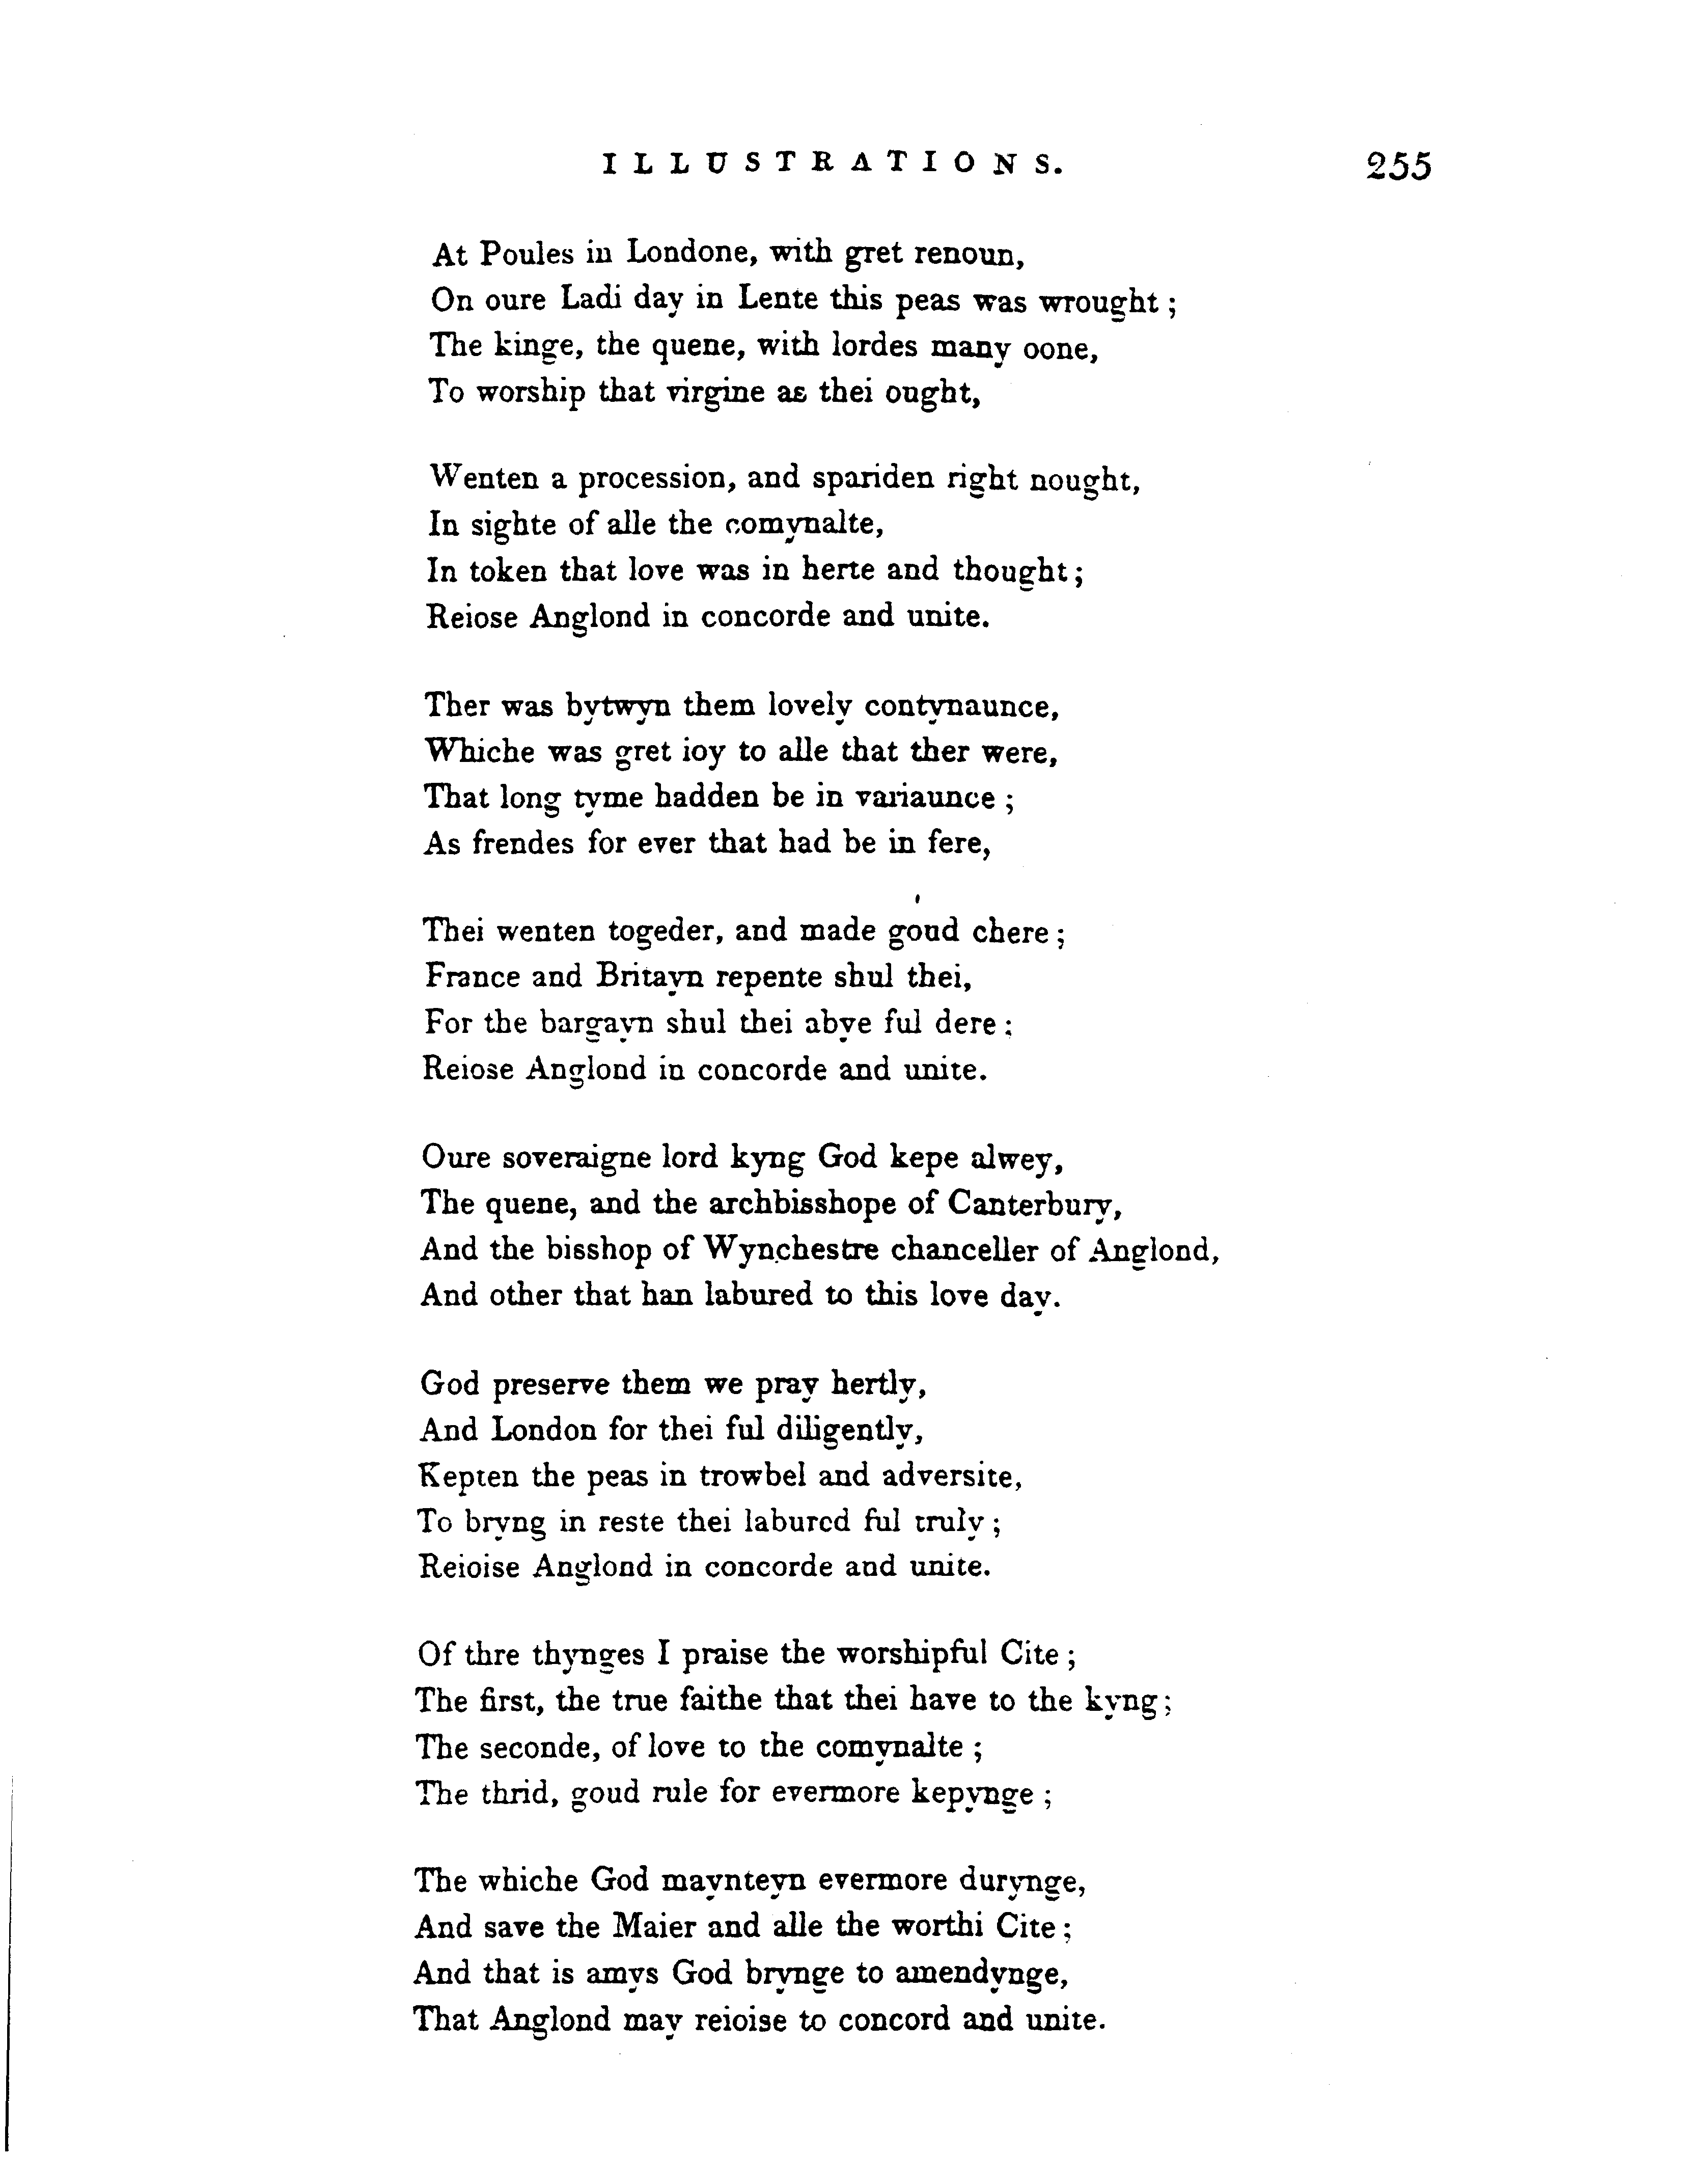 ILLUSTRATIONS. 255
At Poules in Londone, with gret renoun,
On oure Ladi day in Lente this peas was wrought ;
The kinge, the quene, with lordes many oone,
To worship that virgine as thei ought,
Wenten a procession, and spariden right nought,
In sighte of alle the comynalte,
In token that love was in herte and thought ;
Reiose Anglond in concorde and unite.
Ther was bytwyn them lovely contynaunce,
Whiche was gret ioy to alle that ther were,
That long tyme hadden be in variaunce ;
As frendes for ever that had be in fere,
Thei wenten togeder, and made goud chere ;
France and Britayn repente shul thei,
For the bargayn shul thei abye ful dere ;
Reiose Anglond in concorde and unite.
Oure soveraigne lord kyng God kepe alwey,
The quene, and the archbisshope of Canterbury,
And the bisshop of Wynchestre chanceller of Anglond,
And other that han labured to this love day.
God preserve them we pray hertly,
And London for thei ful diligently,
Kepten the peas in trowbel and adversite,
To bryng in reste thei labured ful truly ;
Reioise Anglond in concorde and unite.
Of thre thynges I praise the worshipful Cite ;
The first, the true faithe that thei have to the kyng ;
The seconde, of love to the comynalte ;
The thrid, goud rule for evermore kepynge ;
The whiche God maynteyn evermore durynge,
And save the Maier and alle the worthi Cite ;
And that is amys God brynge to amendynge,
That Anglond may reioise to concord and unite.